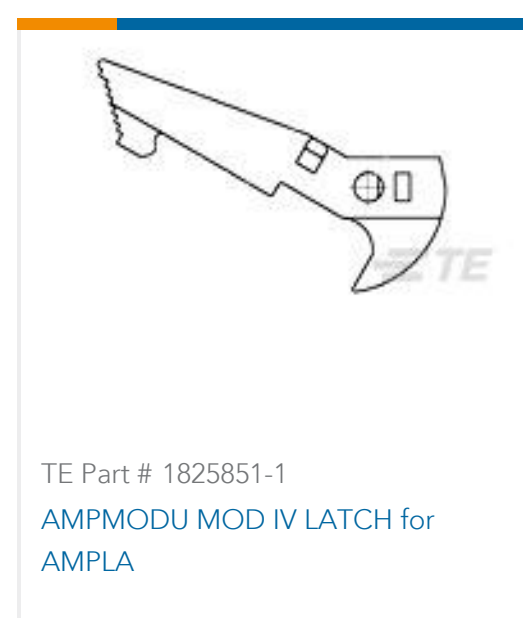 TE
TE Part # 1825851-1
AMPMODU MOD IV LATCH for
AMPLA